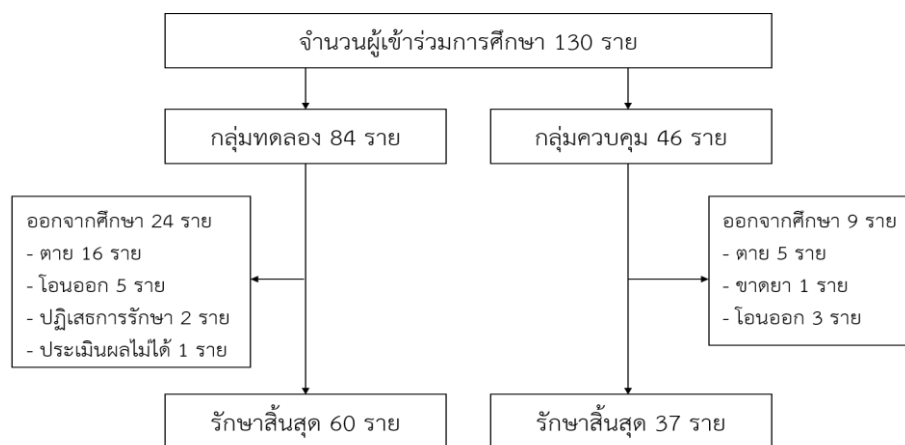 จำนวนผู้เข้าร่วมการศึกษา 130 ราย
กลุ่มทดลอง 84 ราย
กลุ่มควบคุม 46 ราย
ออกจากศึกษา 24 ราย
- ตาย 16 ราย
- โอนออก 5 ราย
- ปฏิเสธการรักษา 2 ราย
- ประเมินผลไม่ได้ 1 ราย
ออกจากศึกษา 9 ราย
- ตาย 5 ราย
- ขาดยา 1 ราย
- โอนออก 3 ราย
รักษาสิ้นสุด 60 ราย
รักษาสิ้นสุด 37 ราย